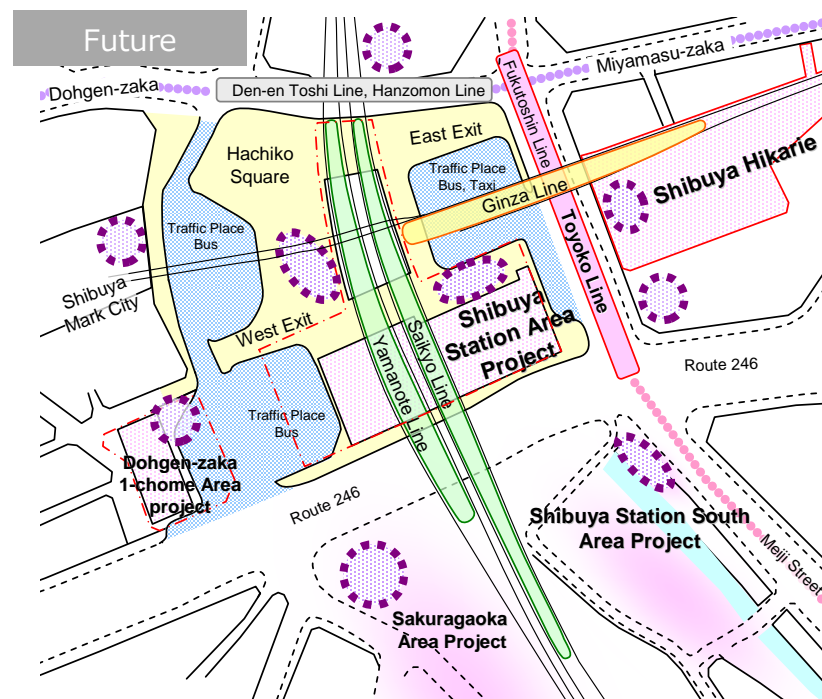 Future
Dohgen-zaka
Den-en Toshi Line, Hanzomon Line
Miyamasu-zaka
Fukutoshin Line
East Exit
Hachiko
Square
Traffic Place
Bus, Taxi
Ginza Line
Shibuya Hikarie
Toyoko Line
Traffic Place
Bus
Shibuya
Mark City
West Exit
Shibuya
Station Area
Project
Saikyo Line
Yamanote Line
Route 246
Traffic Place
Bus
Dohgen-zaka
1-chome Area
project
Route 246
Shibuya Station South
Area Project
Meiji Street
Sakuragaoka
Area Project